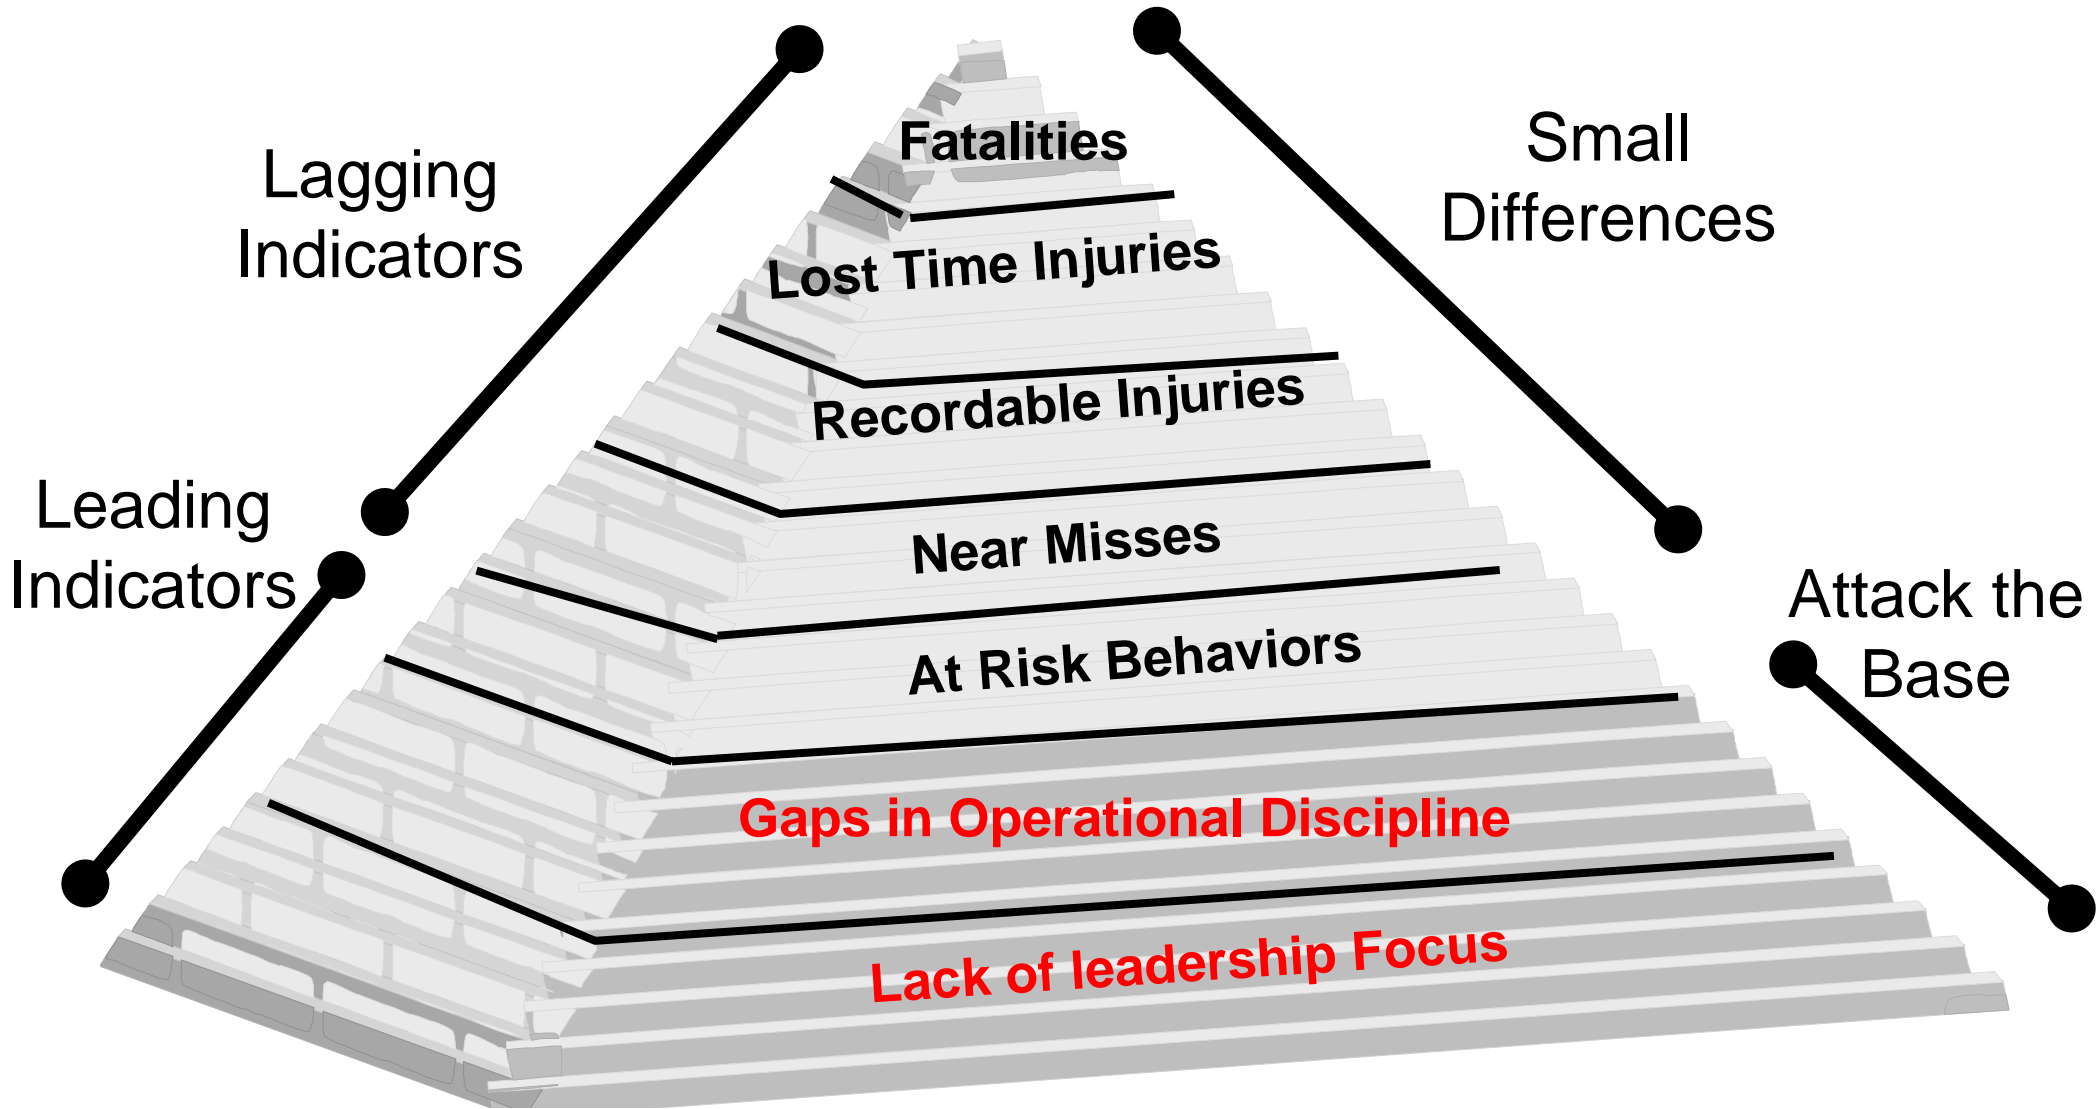 Fatalities
Lagging
Indicators
Small
Differences
Lost Time Injuries
Recordable Injuries
Leading
Indicators
Near Misses
Attack the
Base
At Risk Behaviors
Gaps in Operational Discipline
Lack of leadership Focus